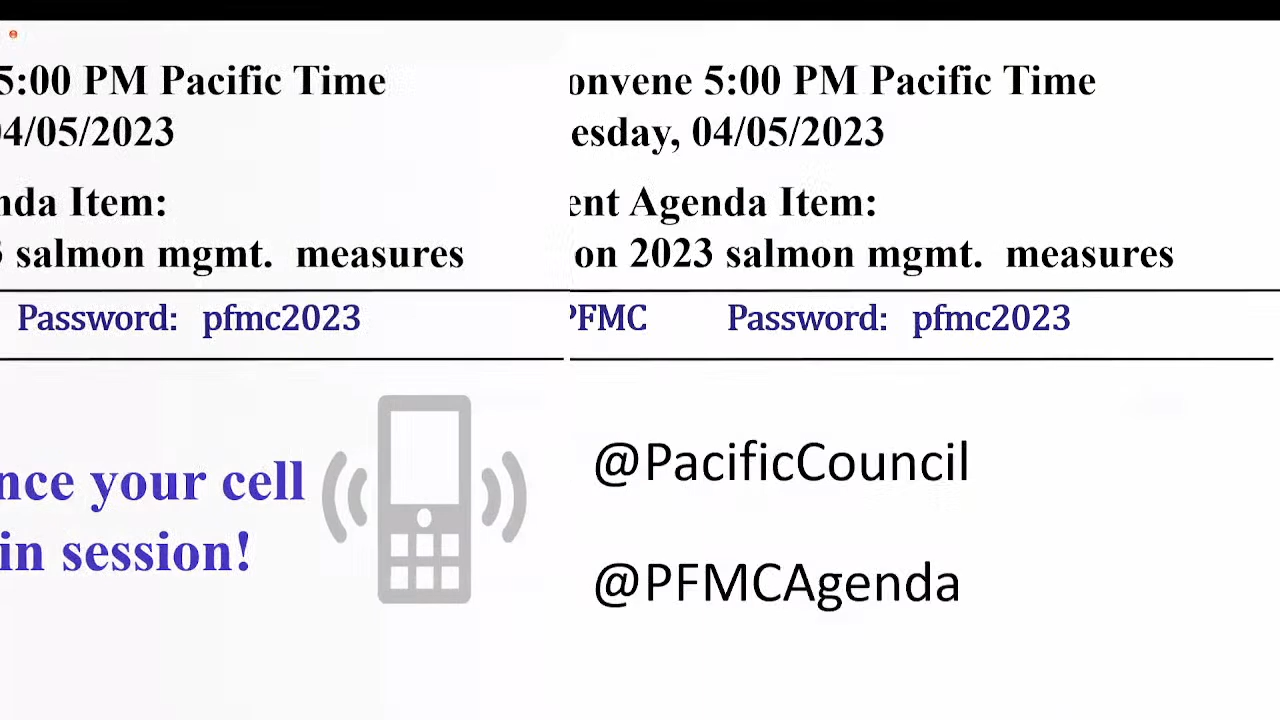 5:00 PM Pacific Time
04/05/2023
nda Item:
salmon mgmt. measures
Password: pfmc2023
nce your cell
in session!
onvene 5:00 PM Pacific Time
esday, 04/05/2023
ent Agenda Item:
on 2023 salmon mgmt. measures
PFMC Password: pfmc2023
@PacificCouncil
@PFMCAgenda